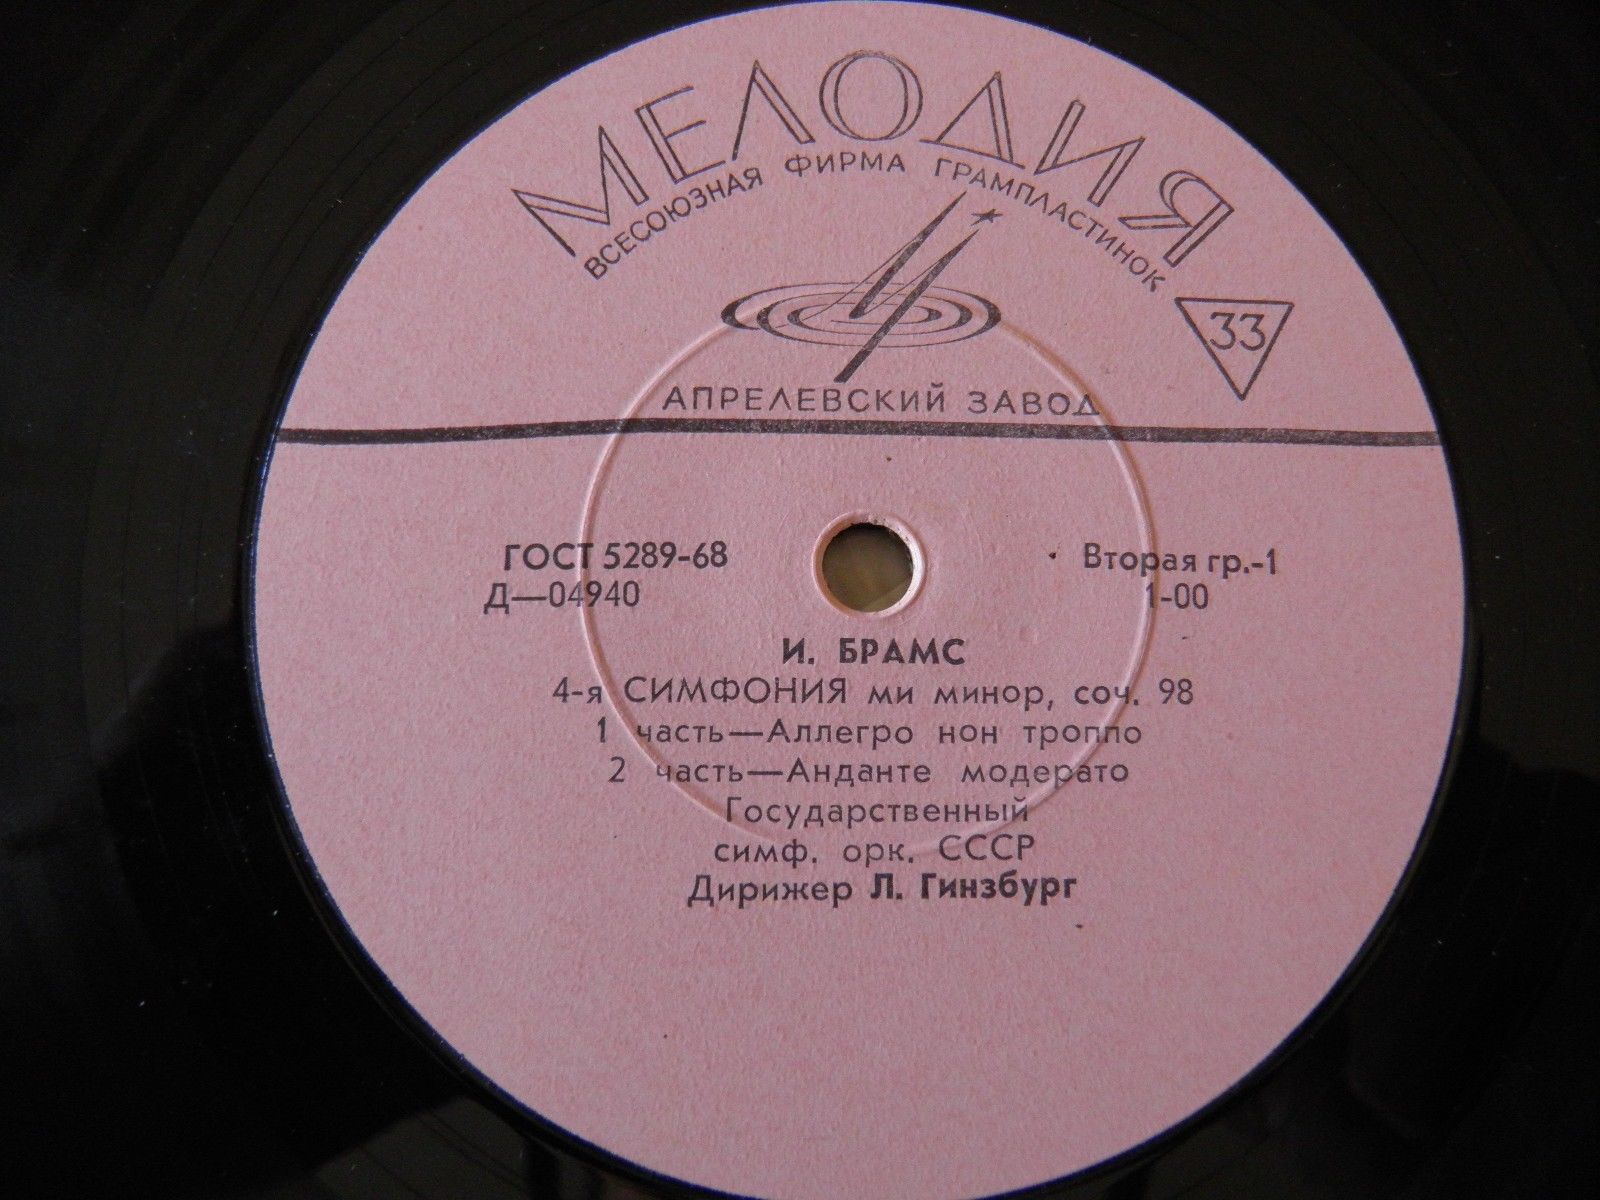 МЕЛОДИЯ
ВСЕСОЮЗНАЯ ФИРМА ГРАМПЛАСТИНОК
33
АПРЕЛЕВСКИЙ ЗАВОД
ГОСТ 5289-68
Д—04940
Вторая гр.-1
1-00
И. БРАМС
4-я СИМФОНИЯ ми минор, соч. 98
1 часть—Аллегро нон троппо
2 часть—Анданте модерато
Государственный
симф. орк. СССР
Дирижер Л. Гинзбург